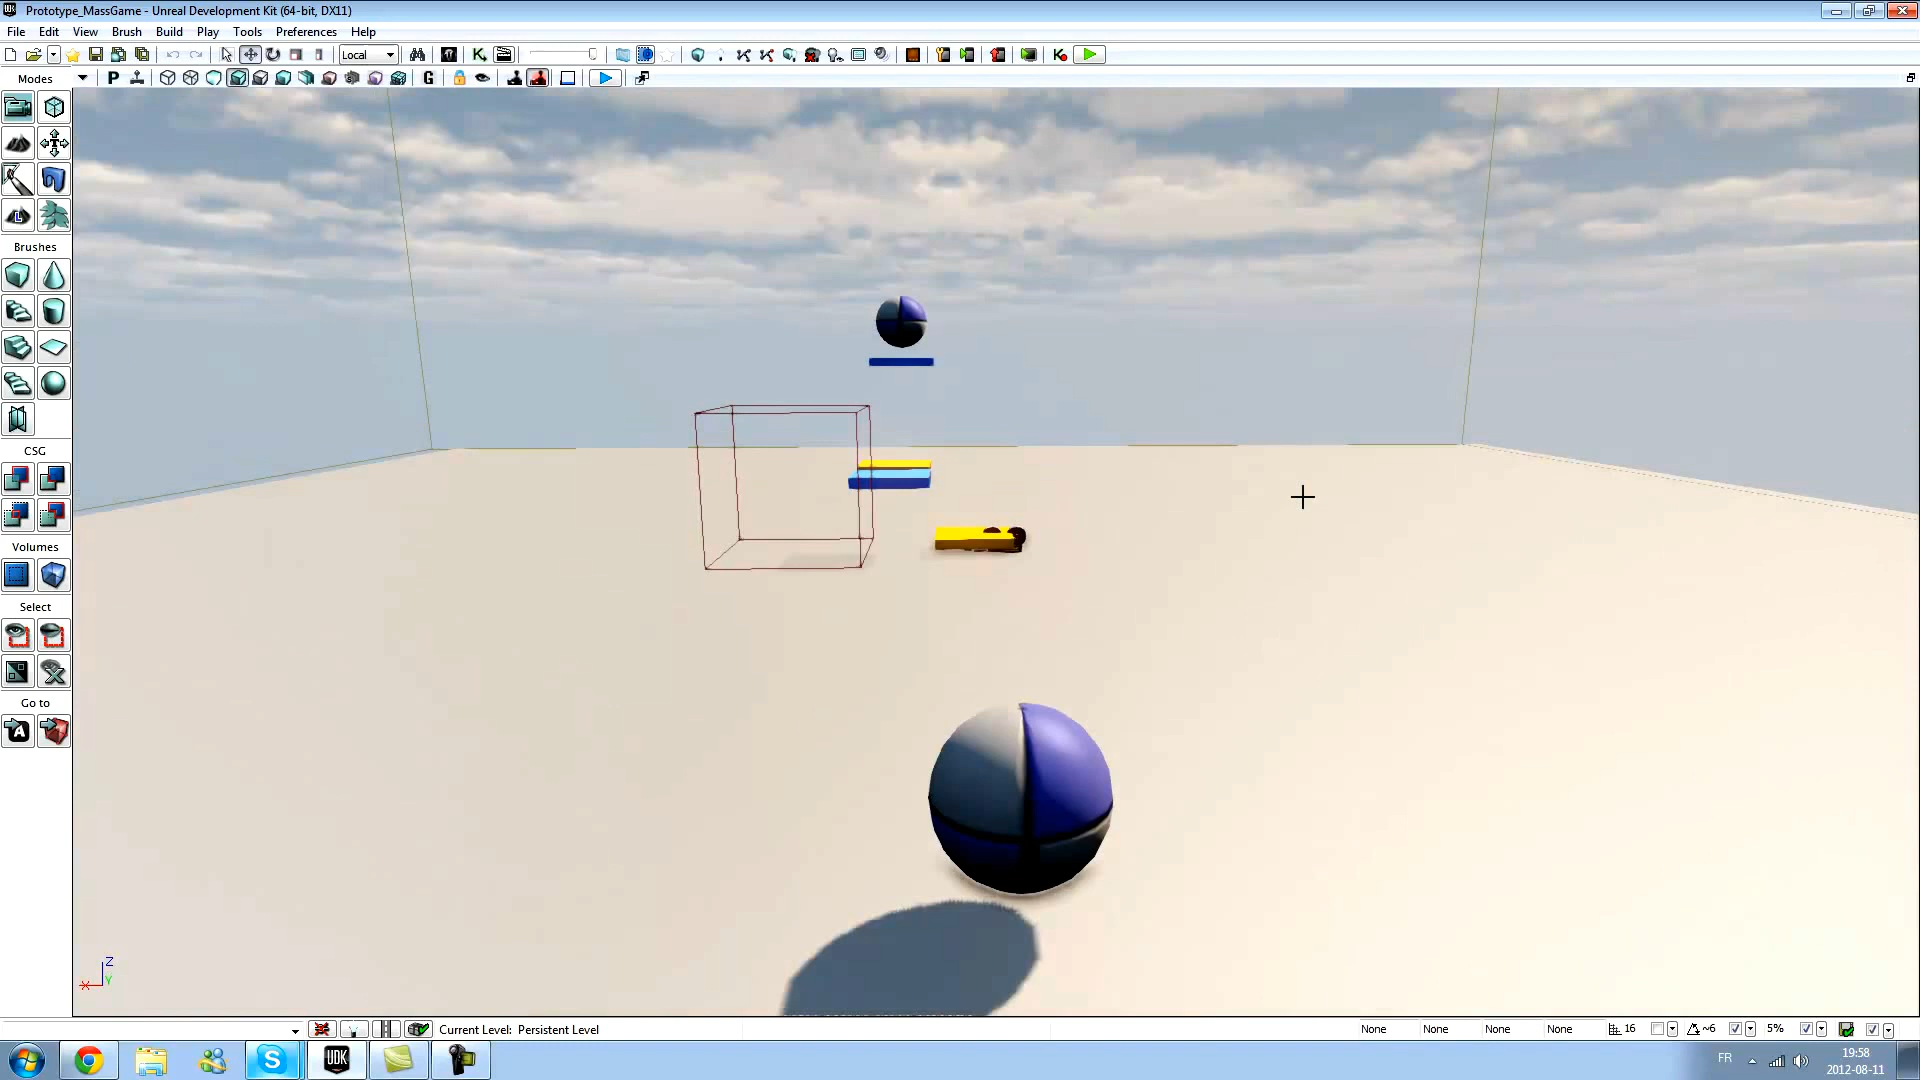 Prototype_MassGame - Unreal Development Kit (64-bit, DX11)
File Edit View Brush Build Play Tools Preferences Help
Local
Modes
P
G
Brushes
CSG
Volumes
Select
Go to
Z
X
Y
Current Level: Persistent Level
None None None None 16 ~6 5%
UDK
FR
19:58
2012-08-11